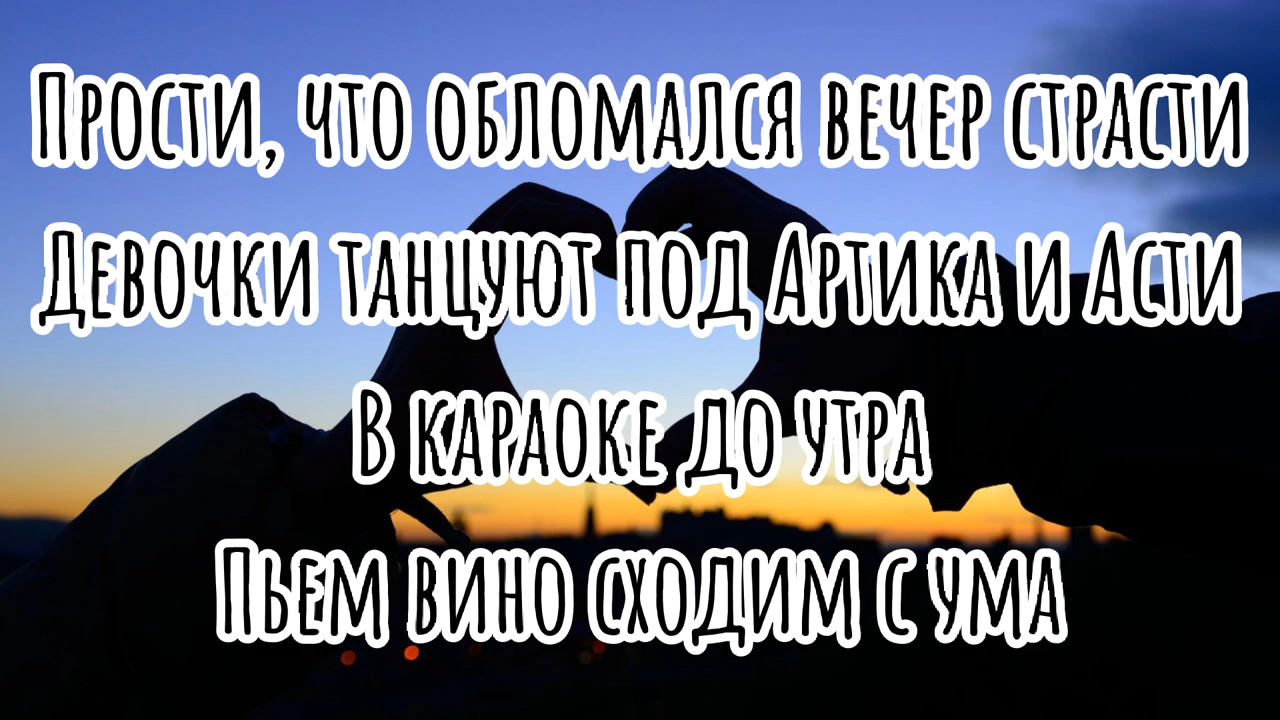 Прости, что обломался вечер страсти
Девочки танцуют под Артика и Асти
В караоке до утра
Пьем вино сходим с ума